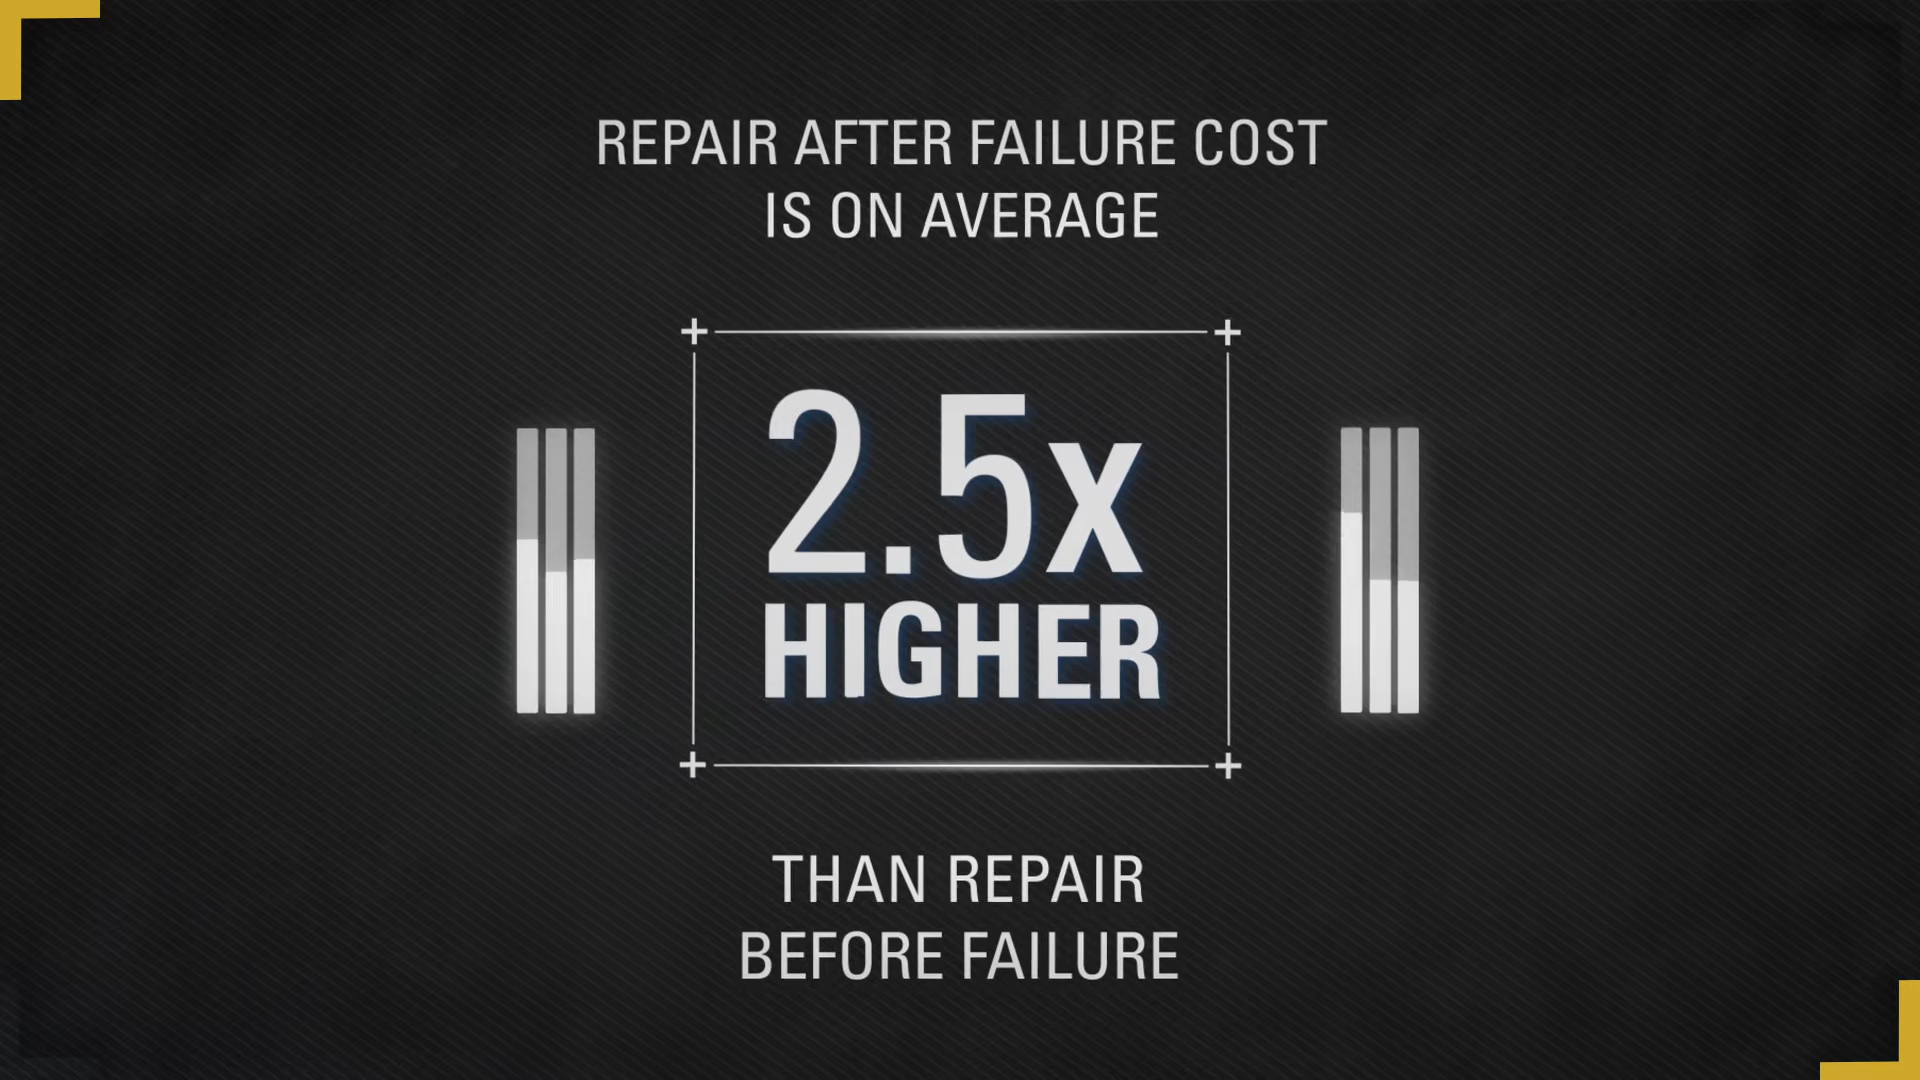 REPAIR AFTER FAILURE COST
IS ON AVERAGE
2.5x
HIGHER
THAN REPAIR
BEFORE FAILURE